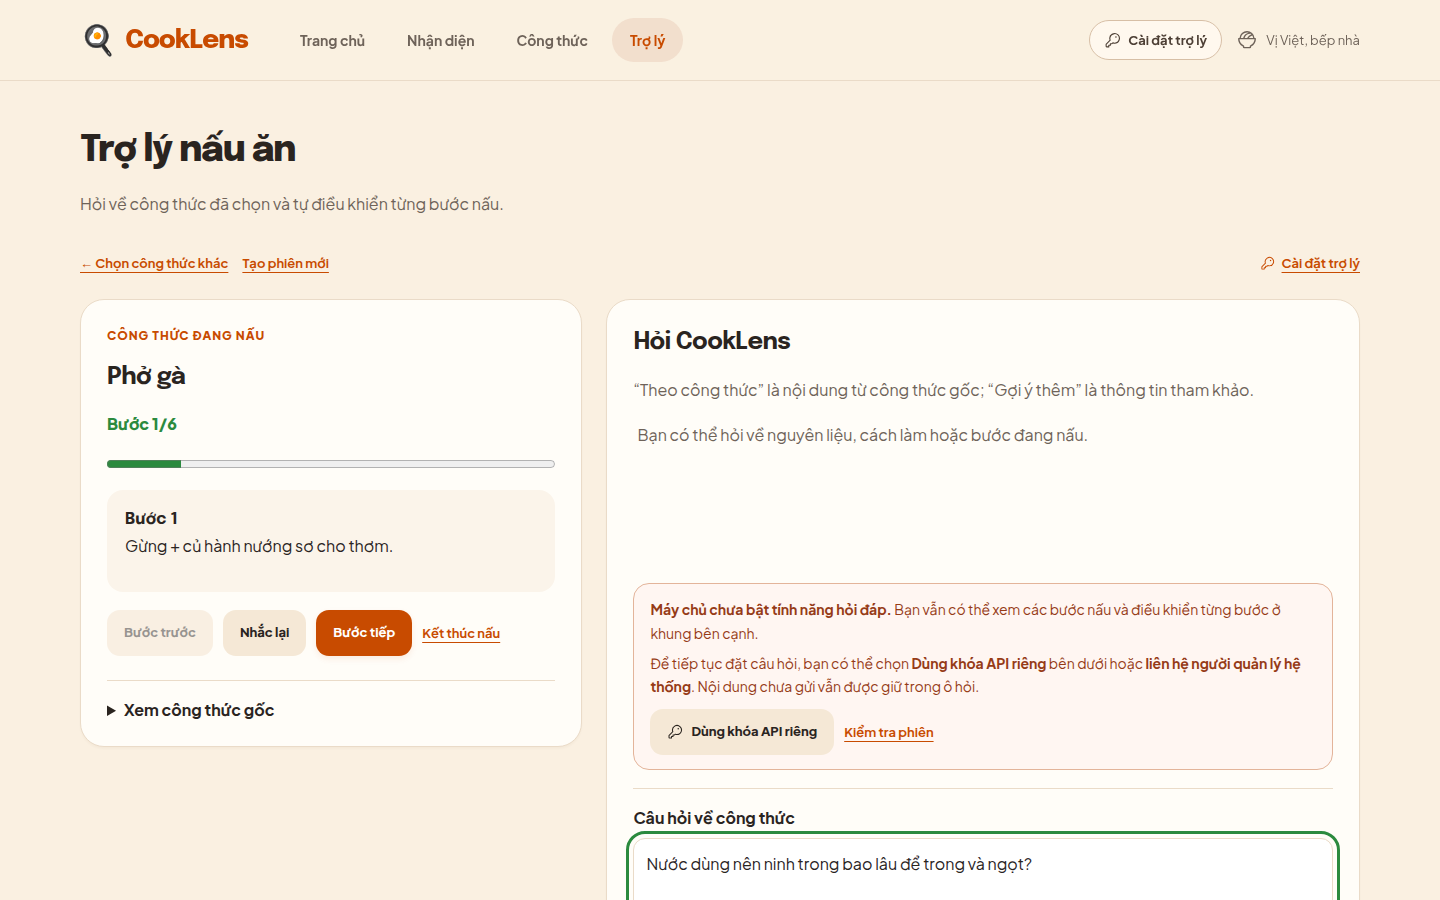 CookLens
Trang chủ
Nhận diện
Công thức
Trợ lý
Cài đặt trợ lý
Vị Việt, bếp nhà
Trợ lý nấu ăn
Hỏi về công thức đã chọn và tự điều khiển từng bước nấu.
← Chọn công thức khác
Tạo phiên mới
Cài đặt trợ lý
CÔNG THỨC ĐANG NẤU
Phở gà
Bước 1/6
Bước 1
Gừng + củ hành nướng sơ cho thơm.
Bước trước
Nhắc lại
Bước tiếp
Kết thúc nấu
Xem công thức gốc
Hỏi CookLens
“Theo công thức” là nội dung từ công thức gốc; “Gợi ý thêm” là thông tin tham khảo.
Bạn có thể hỏi về nguyên liệu, cách làm hoặc bước đang nấu.
Máy chủ chưa bật tính năng hỏi đáp. Bạn vẫn có thể xem các bước nấu và điều khiển từng bước ở
khung bên cạnh.
Để tiếp tục đặt câu hỏi, bạn có thể chọn Dùng khóa API riêng bên dưới hoặc liên hệ người quản lý hệ
thống. Nội dung chưa gửi vẫn được giữ trong ô hỏi.
Dùng khóa API riêng
Kiểm tra phiên
Câu hỏi về công thức
Nước dùng nên ninh trong bao lâu để trong và ngọt?